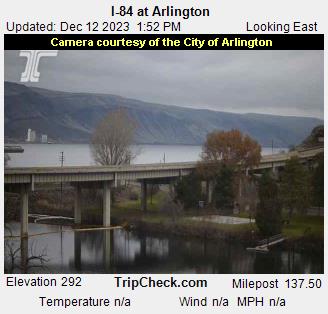 I-84 at Arlington
Updated: Dec 12 2023 1:52 PM Looking East
Camera courtesy of the City of Arlington
Elevation 292 TripCheck.com Milepost 137.50
Temperature n/a Wind n/a MPH n/a